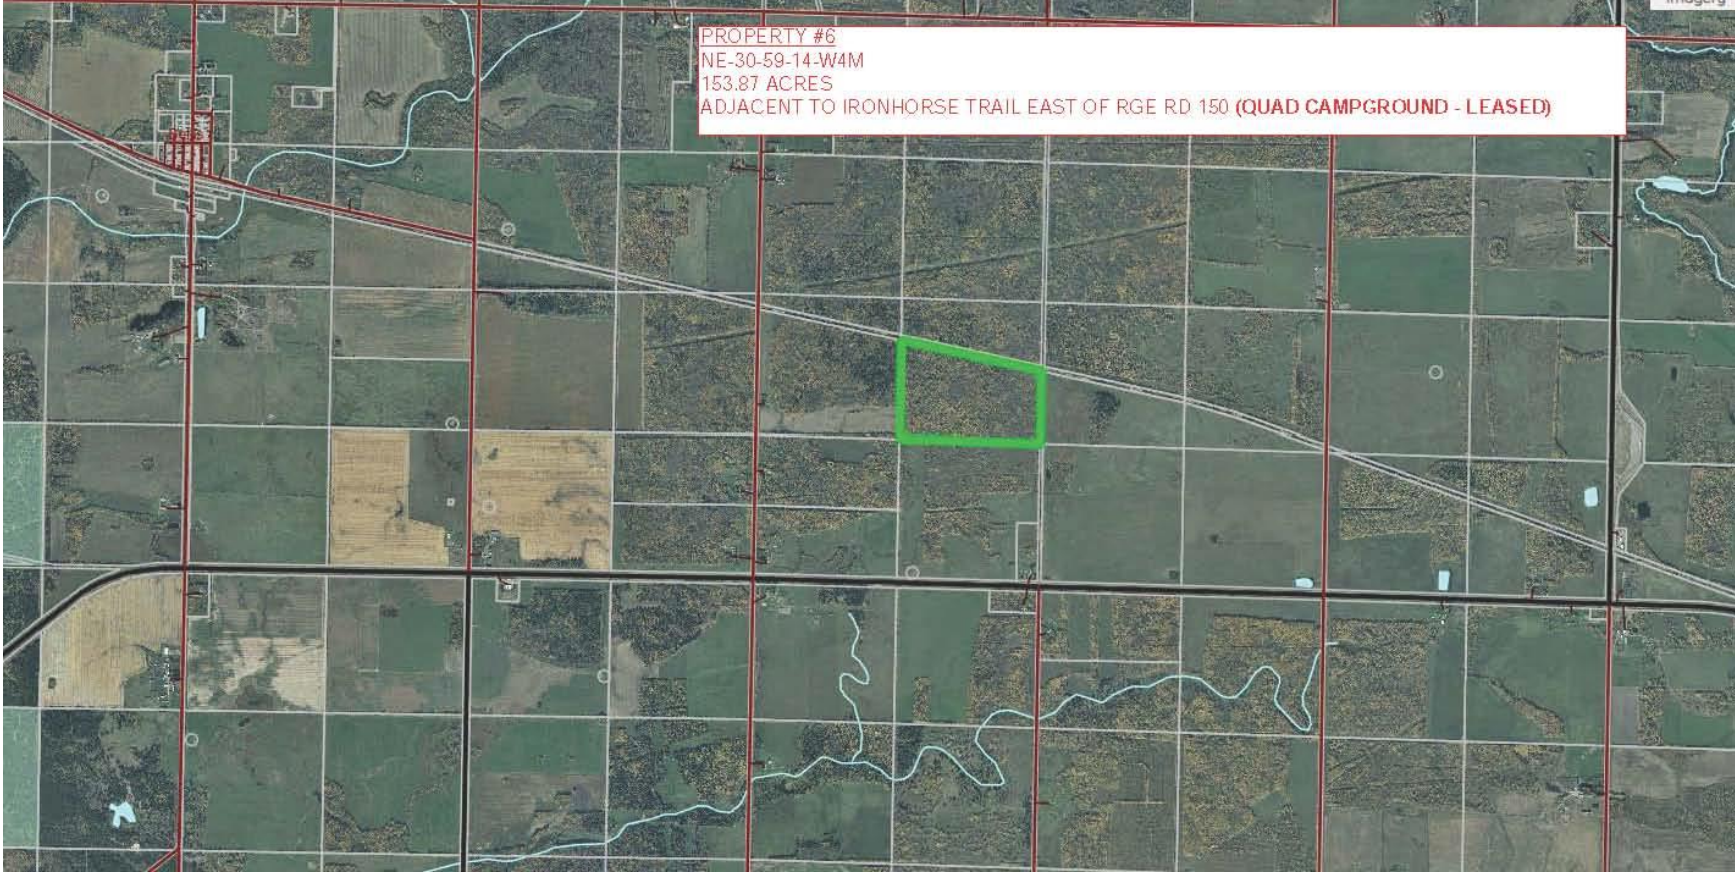 Imagery
PROPERTY #6
NE-30-59-14-W4M
153.87 ACRES
ADJACENT TO IRONHORSE TRAIL EAST OF RGE RD 150 (QUAD CAMPGROUND - LEASED)